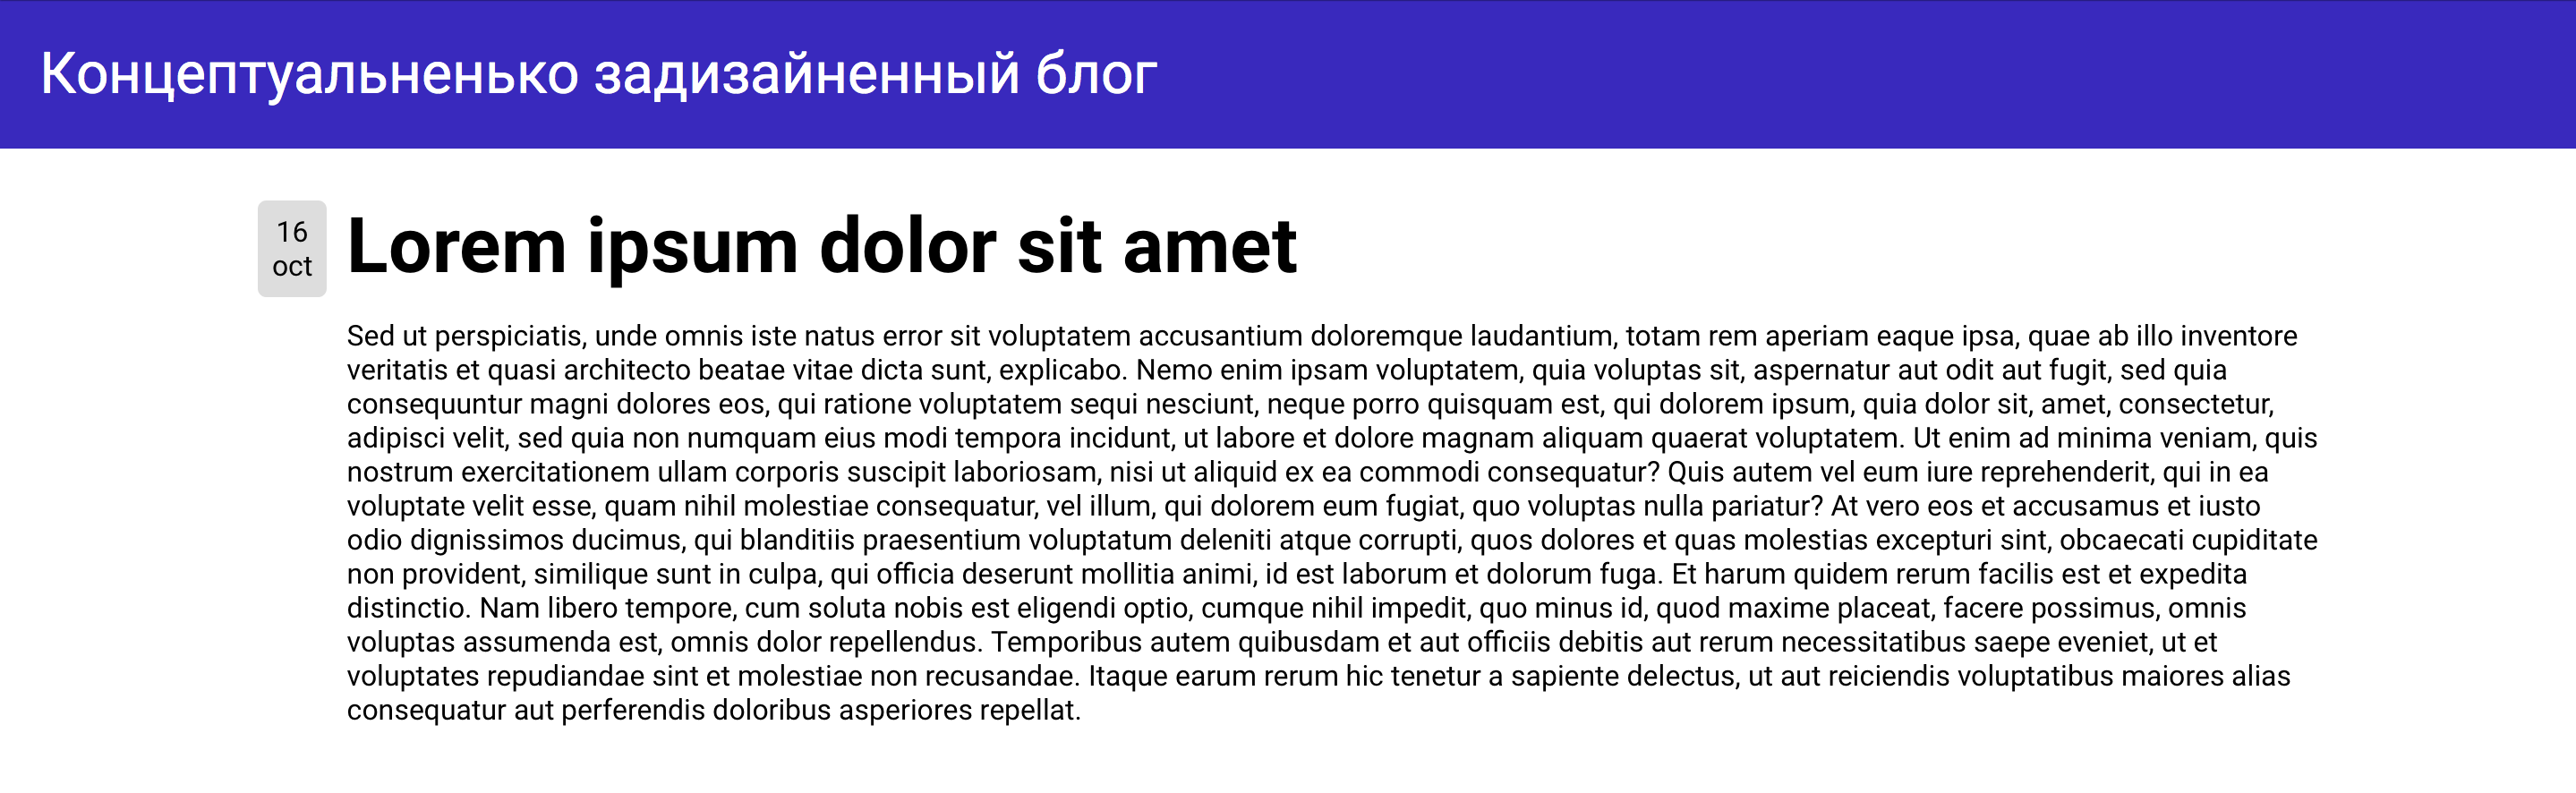 Концептуальненько задизайненный блог
16
oct
Lorem ipsum dolor sit amet
Sed ut perspiciatis, unde omnis iste natus error sit voluptatem accusantium doloremque laudantium, totam rem aperiam eaque ipsa, quae ab illo inventore
veritatis et quasi architecto beatae vitae dicta sunt, explicabo. Nemo enim ipsam voluptatem, quia voluptas sit, aspernatur aut odit aut fugit, sed quia
consequuntur magni dolores eos, qui ratione voluptatem sequi nesciunt, neque porro quisquam est, qui dolorem ipsum, quia dolor sit, amet, consectetur,
adipisci velit, sed quia non numquam eius modi tempora incidunt, ut labore et dolore magnam aliquam quaerat voluptatem. Ut enim ad minima veniam, quis
nostrum exercitationem ullam corporis suscipit laboriosam, nisi ut aliquid ex ea commodi consequatur? Quis autem vel eum iure reprehenderit, qui in ea
voluptate velit esse, quam nihil molestiae consequatur, vel illum, qui dolorem eum fugiat, quo voluptas nulla pariatur? At vero eos et accusamus et iusto
odio dignissimos ducimus, qui blanditiis praesentium voluptatum deleniti atque corrupti, quos dolores et quas molestias excepturi sint, obcaecati cupiditate
non provident, similique sunt in culpa, qui officia deserunt mollitia animi, id est laborum et dolorum fuga. Et harum quidem rerum facilis est et expedita
distinctio. Nam libero tempore, cum soluta nobis est eligendi optio, cumque nihil impedit, quo minus id, quod maxime placeat, facere possimus, omnis
voluptas assumenda est, omnis dolor repellendus. Temporibus autem quibusdam et aut officiis debitis aut rerum necessitatibus saepe eveniet, ut et
voluptates repudiandae sint et molestiae non recusandae. Itaque earum rerum hic tenetur a sapiente delectus, ut aut reiciendis voluptatibus maiores alias
consequatur aut perferendis doloribus asperiores repellat.